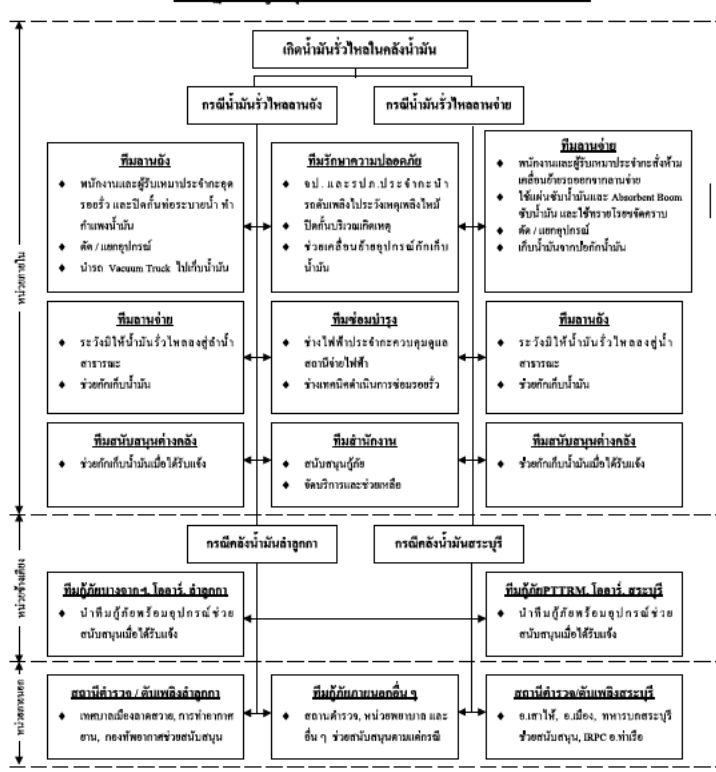 เกิดน้ำมันรั่วไหลในคลังน้ำมัน
กรณีน้ำมันรั่วไหลลานถัง
กรณีน้ำมันรั่วไหลลานจ่าย
หน่วยภายใน
ทีมลานถัง
♦ พนักงานและผู้รับเหมาประจำกะอุด
รอยรั่ว และปิดกั้นท่อระบายน้ำ ทำ
กำแพงน้ำมัน
♦ ตัด / แยกอุปกรณ์
♦ นำรถ Vacuum Truck ไปเก็บน้ำมัน
ทีมรักษาความปลอดภัย
♦ จป. และรปภ.ประจำกะนำ
รถดับเพลิงไประวังเหตุเพลิงไหม้
♦ ปิดกั้นบริเวณเกิดเหตุ
♦ ช่วยเคลื่อนย้ายอุปกรณ์กักเก็บ
น้ำมัน
ทีมลานจ่าย
♦ พนักงานและผู้รับเหมาประจำกะสั่งห้าม
เคลื่อนย้ายรถออกจากลานจ่าย
♦ ใช้แผ่นซับน้ำมันและ Absorbent Boom
ซับน้ำมัน และใช้ทรายโรยขจัดคราบ
♦ ตัด / แยกอุปกรณ์
♦ เก็บน้ำมันจากบ่อกักน้ำมัน
ทีมลานจ่าย
♦ ระวังมิให้น้ำมันรั่วไหลลงสู่ลำน้ำ
สาธารณะ
♦ ช่วยกักเก็บน้ำมัน
ทีมซ่อมบำรุง
♦ ช่างไฟฟ้าประจำกะควบคุมดูแล
สถานีจ่ายไฟฟ้า
♦ ช่างเทคนิคดำเนินการซ่อมรอยรั่ว
ทีมลานถัง
♦ ระวังมิให้น้ำมันรั่วไหลลงสู่น้ำ
สาธารณะ
♦ ช่วยกักเก็บน้ำมัน
ทีมสนับสนุนต่างคลัง
♦ ช่วยกักเก็บน้ำมันเมื่อได้รับแจ้ง
ทีมสำนักงาน
♦ สนับสนุนกู้ภัย
♦ จัดบริการและช่วยเหลือ
ทีมสนับสนุนต่างคลัง
♦ ช่วยกักเก็บน้ำมันเมื่อได้รับแจ้ง
หน่วยข้างเคียง
กรณีคลังน้ำมันลำลูกกา
กรณีคลังน้ำมันสระบุรี
ทีมกู้ภัยบางจากฯ, โออาร์, ลำลูกกา
♦ นำทีมกู้ภัยพร้อมอุปกรณ์ช่วย
สนับสนุนเมื่อได้รับแจ้ง
ทีมกู้ภัยPTTRM, โออาร์, สระบุรี
♦ นำทีมกู้ภัยพร้อมอุปกรณ์ช่วย
สนับสนุนเมื่อได้รับแจ้ง
หน่วยภายนอก
สถานีตำรวจ / ดับเพลิงลำลูกกา
♦ เทศบาลเมืองลาดสวาย, การท่าอากาศ
ยาน, กองทัพอากาศช่วยสนับสนุน
ทีมกู้ภัยภายนอกอื่น ๆ
♦ สถานตำรวจ, หน่วยพยาบาล และ
อื่น ๆ ช่วยสนับสนุนตามแต่กรณี
สถานีตำรวจ/ดับเพลิงสระบุรี
♦ อ.เสาไห้, อ.เมือง, ทหารบกสระบุรี
ช่วยสนับสนุน, IRPC อ.ท่าเรือ